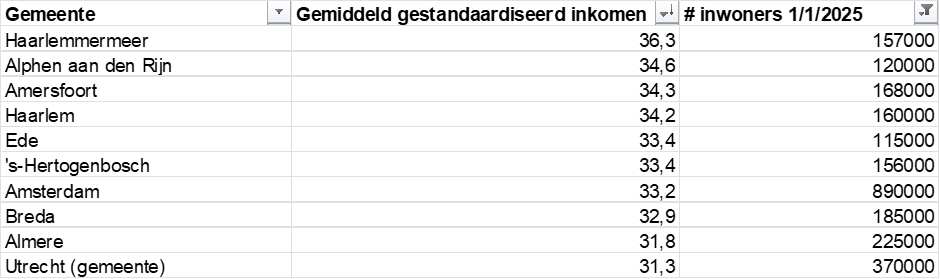 Gemeente Gemiddeld gestandaardiseerd inkomen # inwoners 1/1/2025
Haarlemmermeer 36,3 157000
Alphen aan den Rijn 34,6 120000
Amersfoort 34,3 168000
Haarlem 34,2 160000
Ede 33,4 115000
's-Hertogenbosch 33,4 156000
Amsterdam 33,2 890000
Breda 32,9 185000
Almere 31,8 225000
Utrecht (gemeente) 31,3 370000